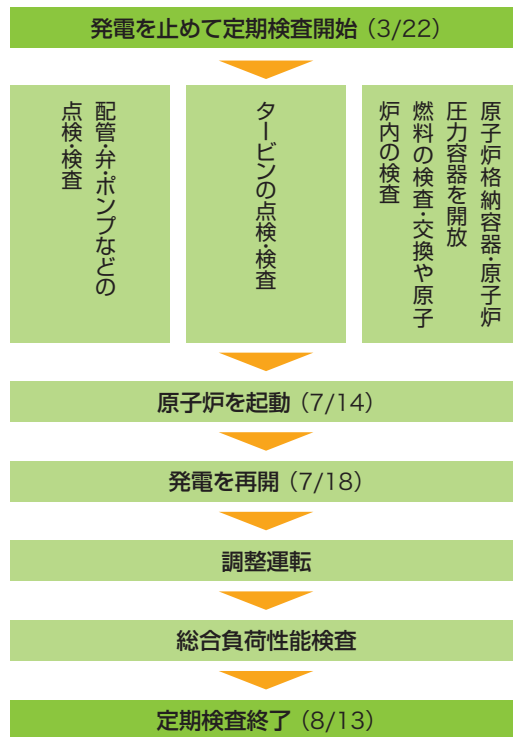 発電を止めて定期検査開始（3/22）
原子炉格納容器・原子炉
圧力容器を開放
燃料の検査・交換や原子
炉内の検査
タービンの点検・検査
配管・弁・ポンプなどの
点検・検査
原子炉を起動（7/14）
発電を再開（7/18）
調整運転
総合負荷性能検査
定期検査終了（8/13）